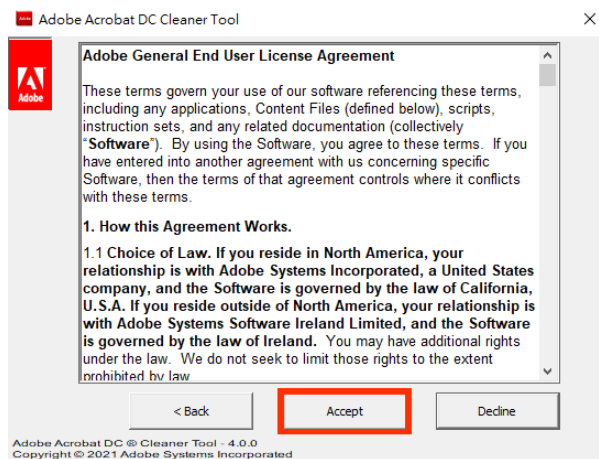 Adobe Acrobat DC Cleaner Tool
Adobe
Adobe General End User License Agreement
These terms govern your use of our software referencing these terms,
including any applications, Content Files (defined below), scripts,
instruction sets, and any related documentation (collectively
“Software”). By using the Software, you agree to these terms. If you
have entered into another agreement with us concerning specific
Software, then the terms of that agreement controls where it conflicts
with these terms.
1. How this Agreement Works.
1.1 Choice of Law. If you reside in North America, your
relationship is with Adobe Systems Incorporated, a United States
company, and the Software is governed by the law of California,
U.S.A. If you reside outside of North America, your relationship is
with Adobe Systems Software Ireland Limited, and the Software
is governed by the law of Ireland. You may have additional rights
under the law. We do not seek to limit those rights to the extent
prohibited by law
< Back
Accept
Decline
Adobe Acrobat DC ® Cleaner Tool - 4.0.0
Copyright © 2021 Adobe Systems Incorporated